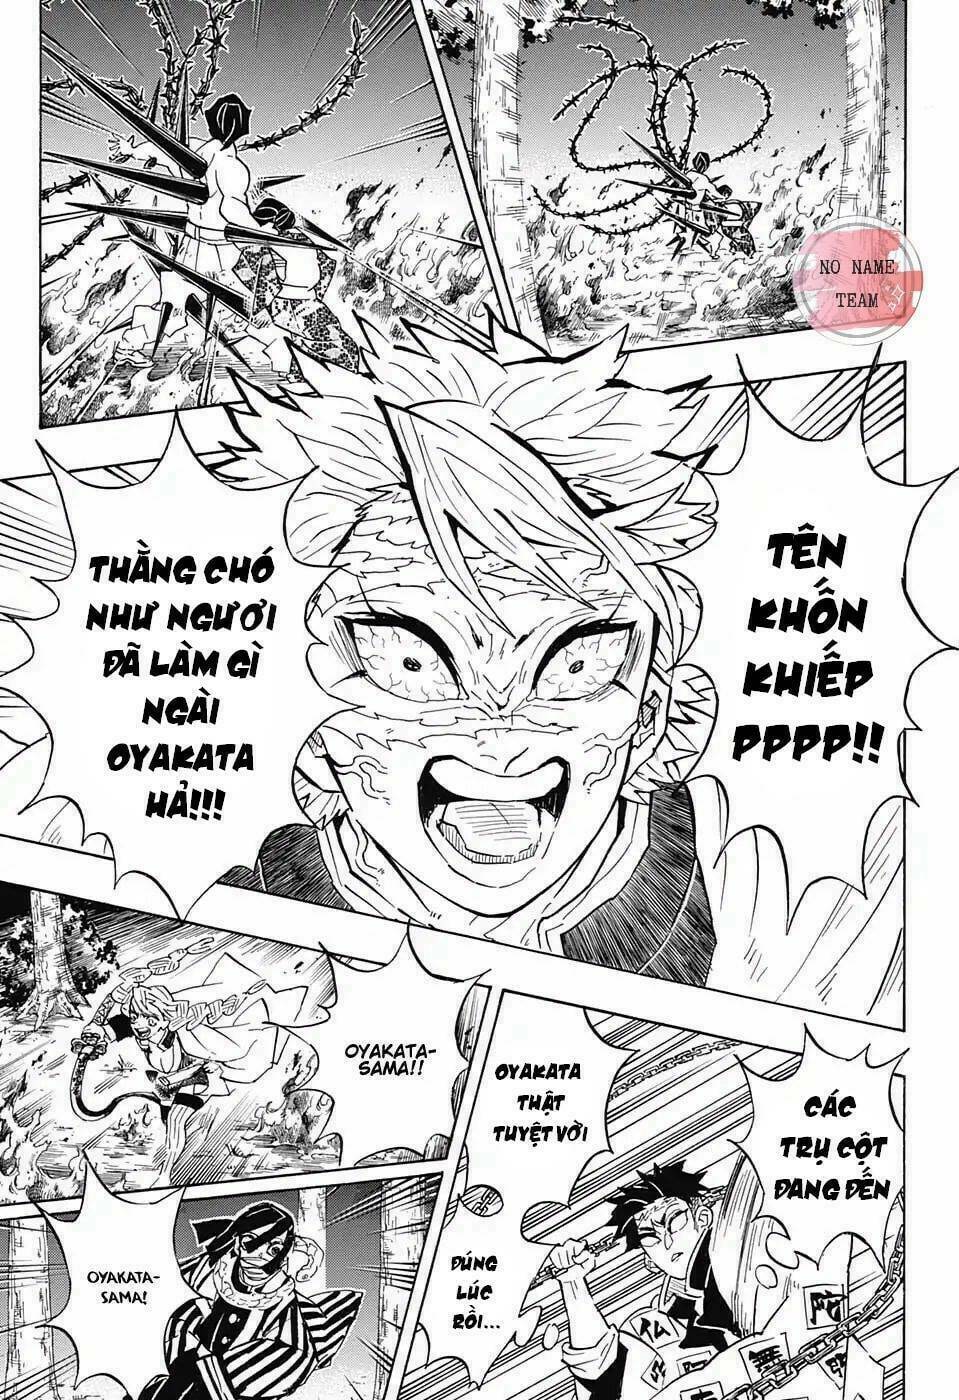 NO NAME
TEAM
TÊN
KHỐN
KHIẾP
PPPP!!
THẰNG CHÓ
NHƯ NGƯƠI
ĐÃ LÀM GÌ
NGÀI
OYAKATA
HẢ!!!
CÁC
TRỤ CỘT
ĐANG ĐẾN
OYAKATA
THẬT
TUYỆT VỜI
ĐÚNG
LÚC
RỒI...
OYAKATA-
SAMA!!
OYAKATA-
SAMA!